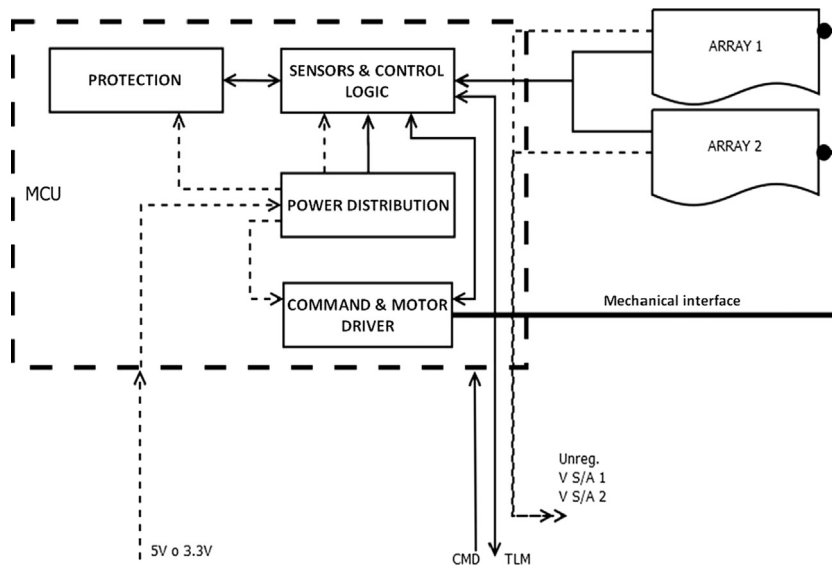 PROTECTION
SENSORS & CONTROL
LOGIC
ARRAY 1
ARRAY 2
MCU
POWER DISTRIBUTION
COMMAND & MOTOR
DRIVER
Mechanical interface
Unreg.
V S/A 1
V S/A 2
5V o 3.3V
CMD
TLM